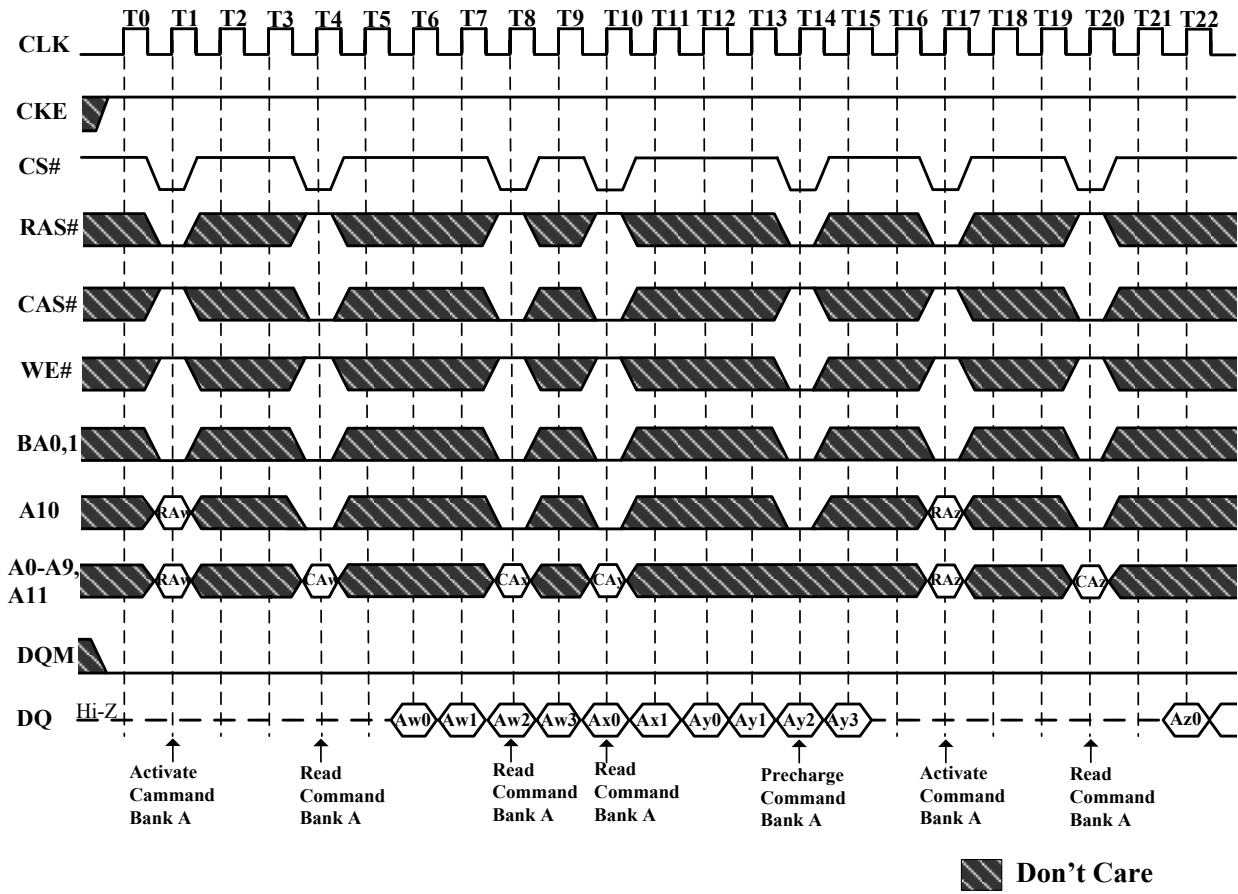 T0 T1 T2 T3 T4 T5 T6 T7 T8 T9 T10 T11 T12 T13 T14 T15 T16 T17 T18 T19 T20 T21 T22
CLK
CKE
CS#
RAS#
CAS#
WE#
BA0,1
A10 RAw RAz
A0-A9,
A11 RAw CAw CAx CAy RAz CAz
DQM
DQ Hi-Z Aw0 Aw1 Aw2 Aw3 Ax0 Ax1 Ay0 Ay1 Ay2 Ay3 Az0
Activate
Cammand
Bank A
Read
Command
Bank A
Read
Command
Bank A
Read
Command
Bank A
Precharge
Command
Bank A
Activate
Command
Bank A
Read
Command
Bank A
Don't Care